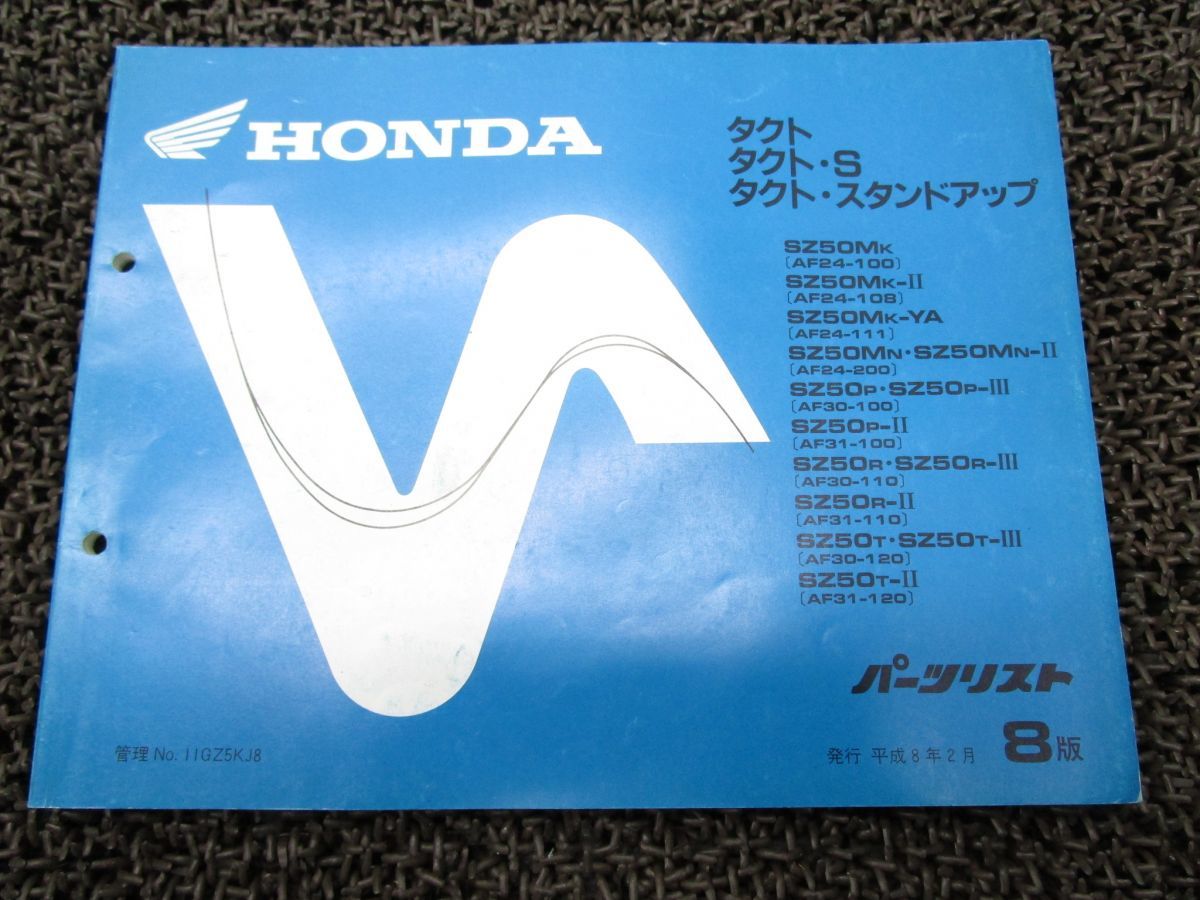 HONDA
タクト
タクト・S
タクト・スタンドアップ
SZ50MK
〔AF24-100〕
SZ50MK-II
〔AF24-108〕
SZ50MK-YA
〔AF24-111〕
SZ50MN・SZ50MN-II
〔AF24-200〕
SZ50P・SZ50P-III
〔AF30-100〕
SZ50P-II
〔AF31-100〕
SZ50R・SZ50R-III
〔AF30-110〕
SZ50R-II
〔AF31-110〕
SZ50T・SZ50T-III
〔AF30-120〕
SZ50T-II
〔AF31-120〕
パーツリスト
管理 No. 11GZ5KJ8
発行 平成8年2月 8版